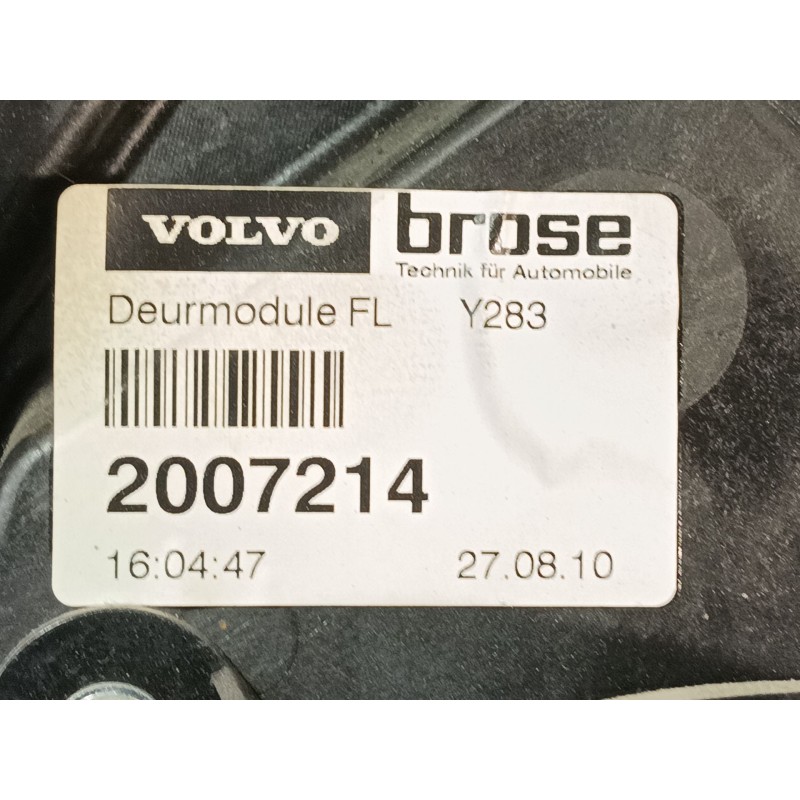 VOLVO brose
Technik für Automobile
Deurmodule FL Y283
2007214
16:04:47 27.08.10